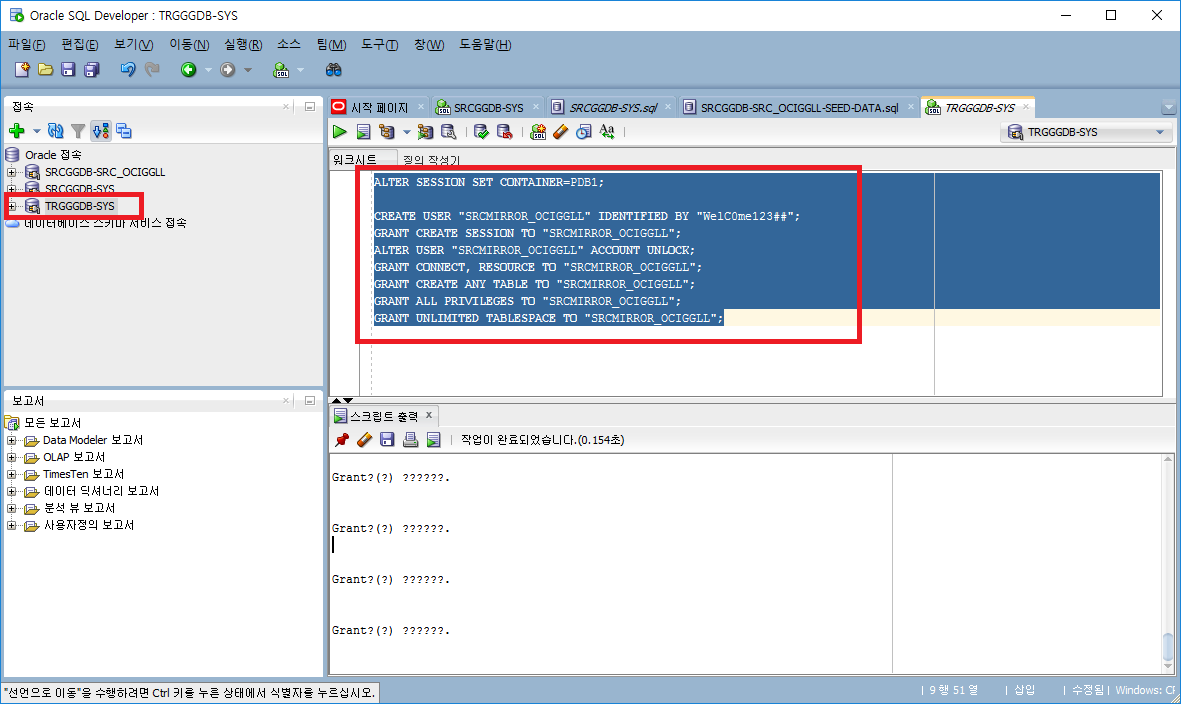 Oracle SQL Developer : TRGGGDB-SYS
파일(F) 편집(E) 보기(V) 이동(N) 실행(R) 소스 팀(M) 도구(T) 창(W) 도움말(H)
접속
Oracle 접속
SRCGGDB-SRC_OCIGGLL
SRCGGDB-SYS
TRGGGDB-SYS
데이터베이스 스키마 서비스 접속
보고서
모든 보고서
Data Modeler 보고서
OLAP 보고서
TimesTen 보고서
데이터 딕셔너리 보고서
분석 뷰 보고서
사용자정의 보고서
시작 페이지 SRCGGDB-SYS SRCGGDB-SYS.sql SRCGGDB-SRC_OCIGGLL-SEED-DATA.sql TRGGGDB-SYS
TRGGGDB-SYS
워크시트 질의 작성기
ALTER SESSION SET CONTAINER=PDB1;
CREATE USER "SRCMIRROR_OCIGGLL" IDENTIFIED BY "WelC0me123##";
GRANT CREATE SESSION TO "SRCMIRROR_OCIGGLL";
ALTER USER "SRCMIRROR_OCIGGLL" ACCOUNT UNLOCK;
GRANT CONNECT, RESOURCE TO "SRCMIRROR_OCIGGLL";
GRANT CREATE ANY TABLE TO "SRCMIRROR_OCIGGLL";
GRANT ALL PRIVILEGES TO "SRCMIRROR_OCIGGLL";
GRANT UNLIMITED TABLESPACE TO "SRCMIRROR_OCIGGLL";
스크립트 출력 x
작업이 완료되었습니다.(0.154초)
Grant?(?) ??????.
Grant?(?) ??????.
Grant?(?) ??????.
Grant?(?) ??????.
"선언으로 이동"을 수행하려면 Ctrl 키를 누른 상태에서 식별자를 누르십시오.
| 9 행 51 열 | 삽입 | 수정됨 | Windows: CF